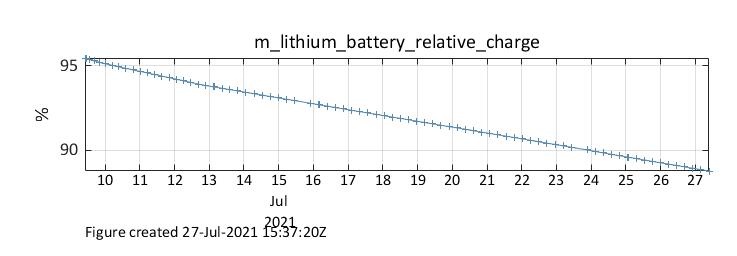 m_lithium_battery_relative_charge
95
%
90
10 11 12 13 14 15 16 17 18 19 20 21 22 23 24 25 26 27
Jul
2021
Figure created 27-Jul-2021 15:37:20Z